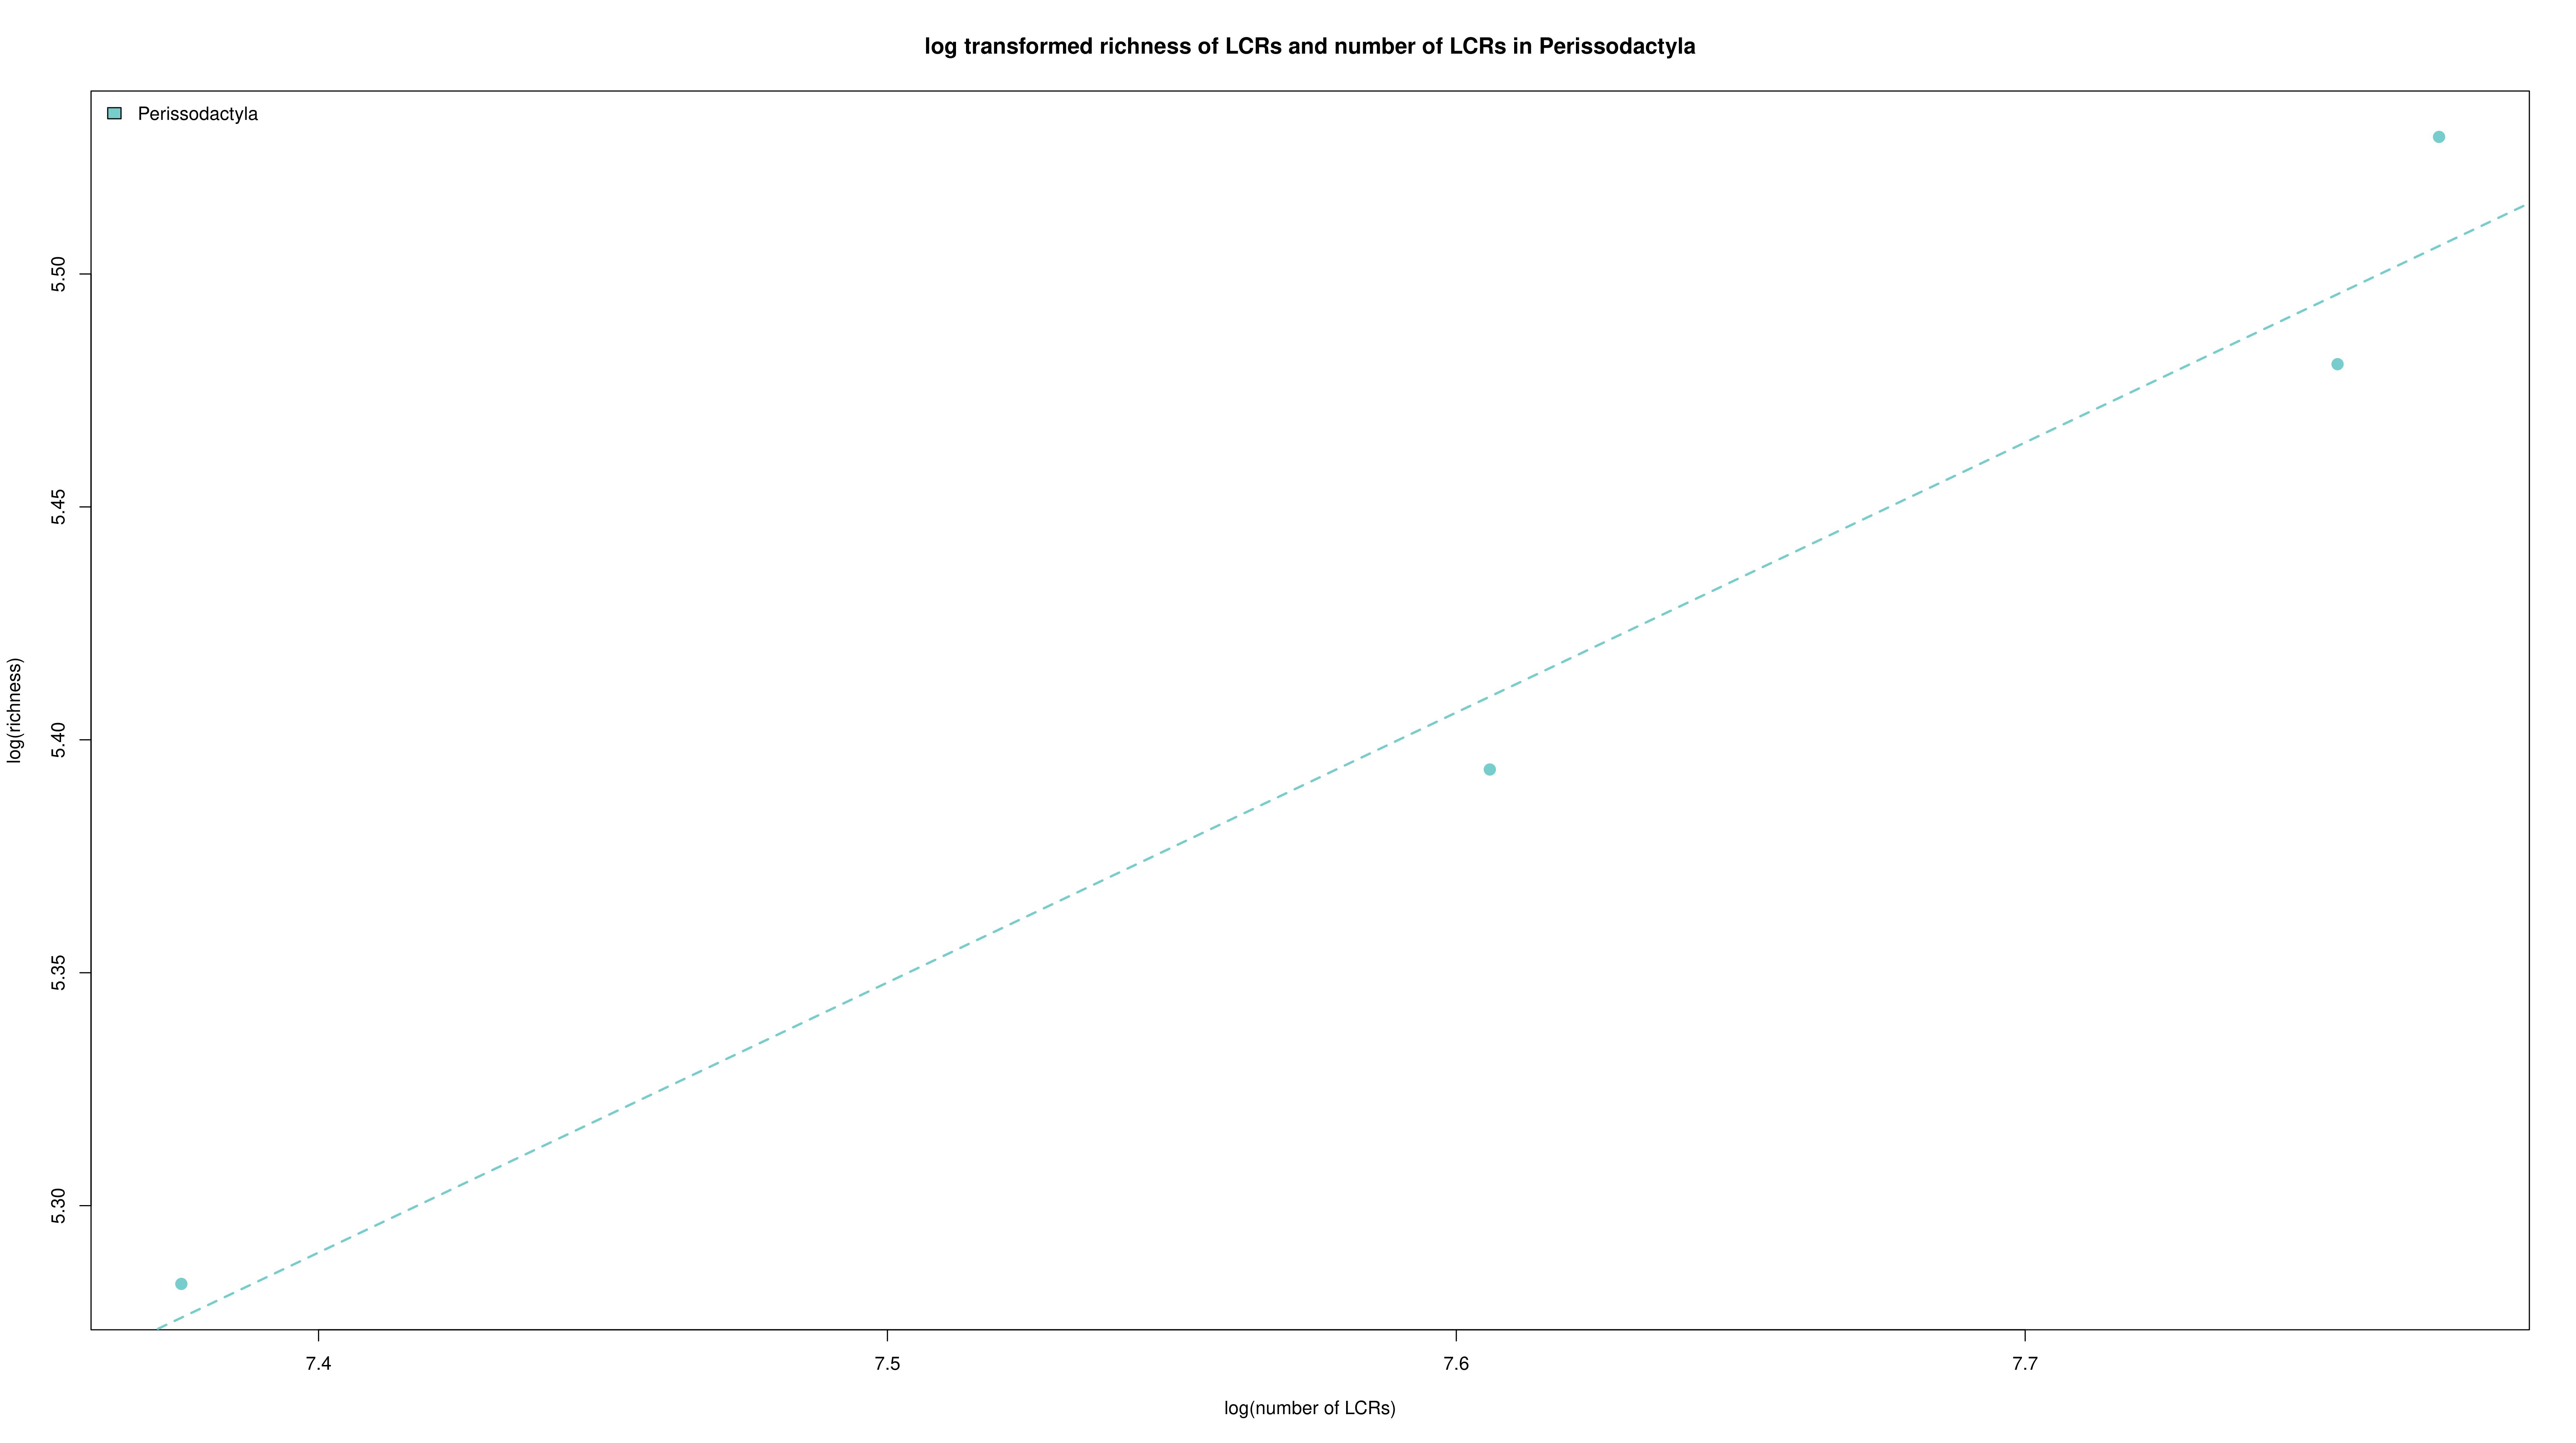 log transformed richness of LCRs and number of LCRs in Perissodactyla
Perissodactyla
5.50
5.45
5.40
5.35
5.30
log(richness)
7.4 7.5 7.6 7.7
log(number of LCRs)